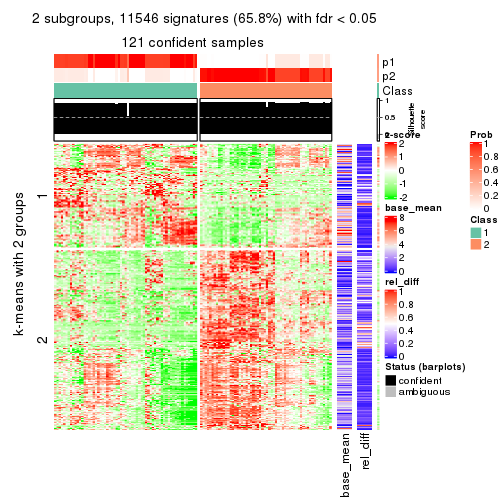 2 subgroups, 11546 signatures (65.8%) with fdr < 0.05
121 confident samples
p1
p2
Class
1
0.5
0
Silhouette
score
k-means with 2 groups
1
2
z-score
2
1
0
-1
-2
base_mean
8
6
4
2
0
rel_diff
1
0.8
0.6
0.4
0.2
0
Status (barplots)
confident
ambiguous
Prob
1
0.8
0.6
0.4
0.2
0
Class
1
2
base_mean
rel_diff